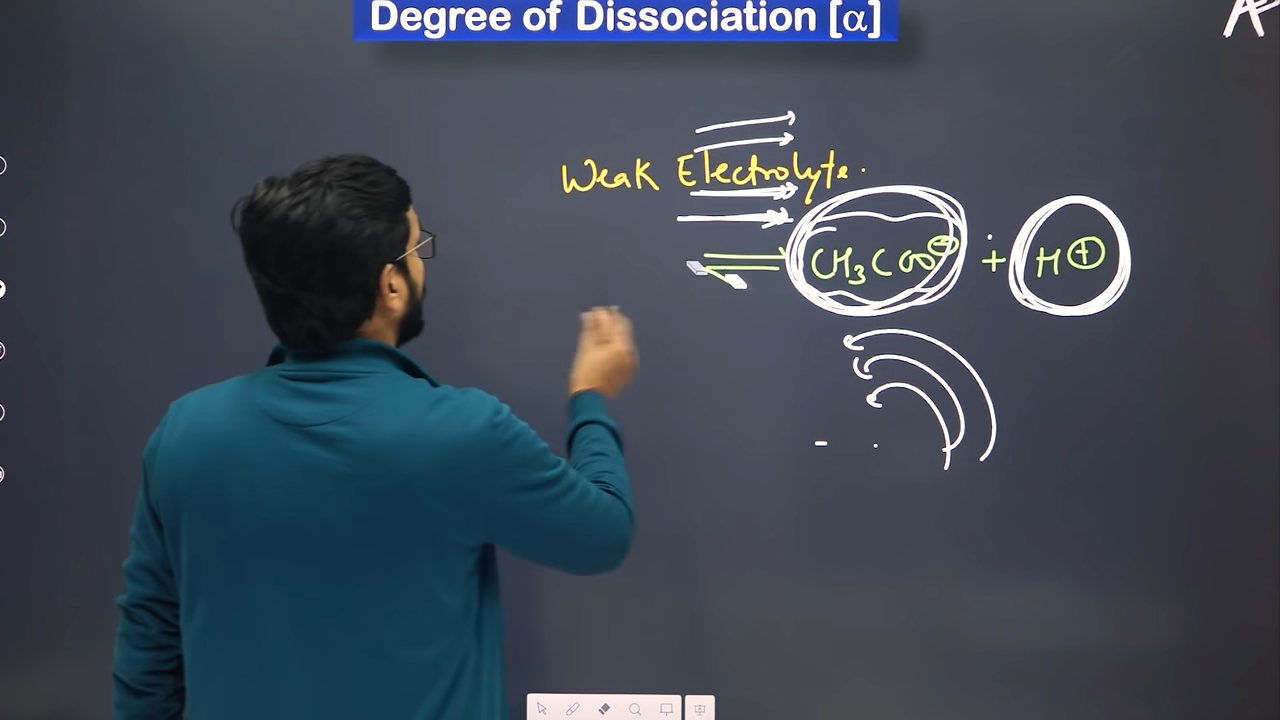 Degree of Dissociation [α]
Weak Electrolyte.
⇌ CH₃COO⊖ + H⊕